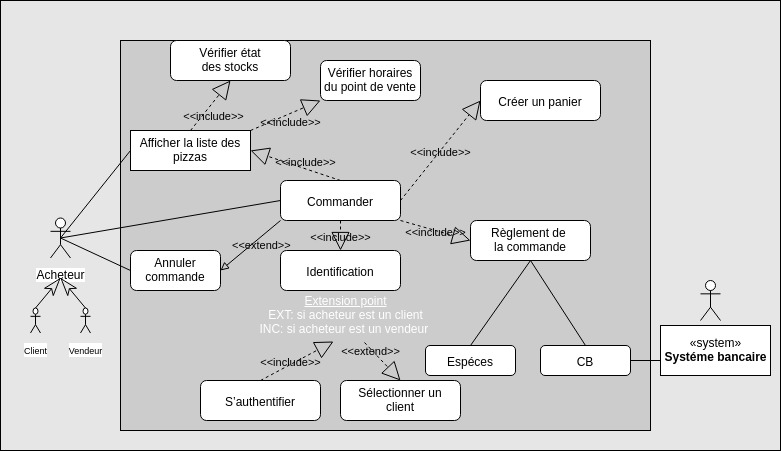 Vérifier état
des stocks
Vérifier horaires
du point de vente
Créer un panier
<<include>>
<<include>>
Afficher la liste des
pizzas
<<include>>
<<include>>
Commander
Règlement de
la commande
<<include>>
<<include>>
<<extend>>
Annuler
commande
Identification
Acheteur
Extension point
EXT: si acheteur est un client
INC: si acheteur est un vendeur
Client
Vendeur
<<include>>
<<extend>>
Espéces
CB
«system»
Systéme bancaire
S'authentifier
Sélectionner un
client